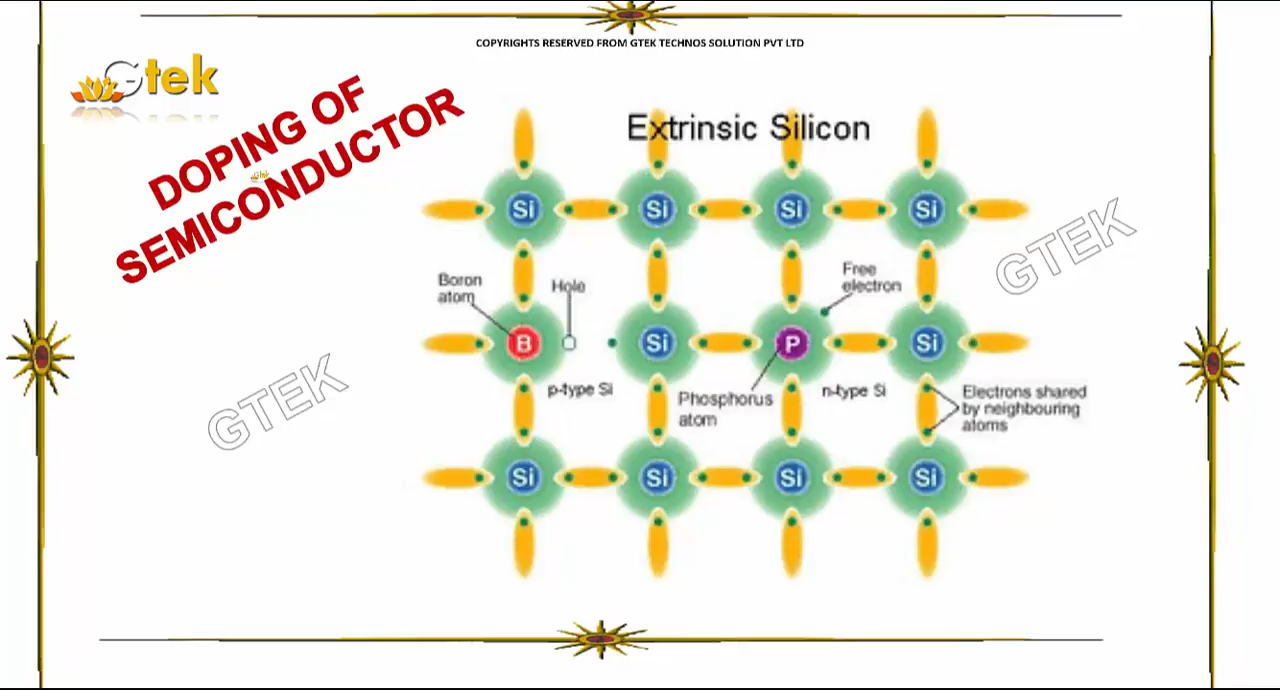 COPYRIGHTS RESERVED FROM GTEK TECHNOS SOLUTION PVT LTD
Gtek
DOPING OF
SEMICONDUCTOR
Gtek
Extrinsic Silicon
Si Si Si Si
GTEK
Boron
atom
Hole
Free
electron
B Si P Si
p-type Si
Phosphorus
atom
n-type Si
Electrons shared
by neighbouring
atoms
GTEK
Si Si Si Si